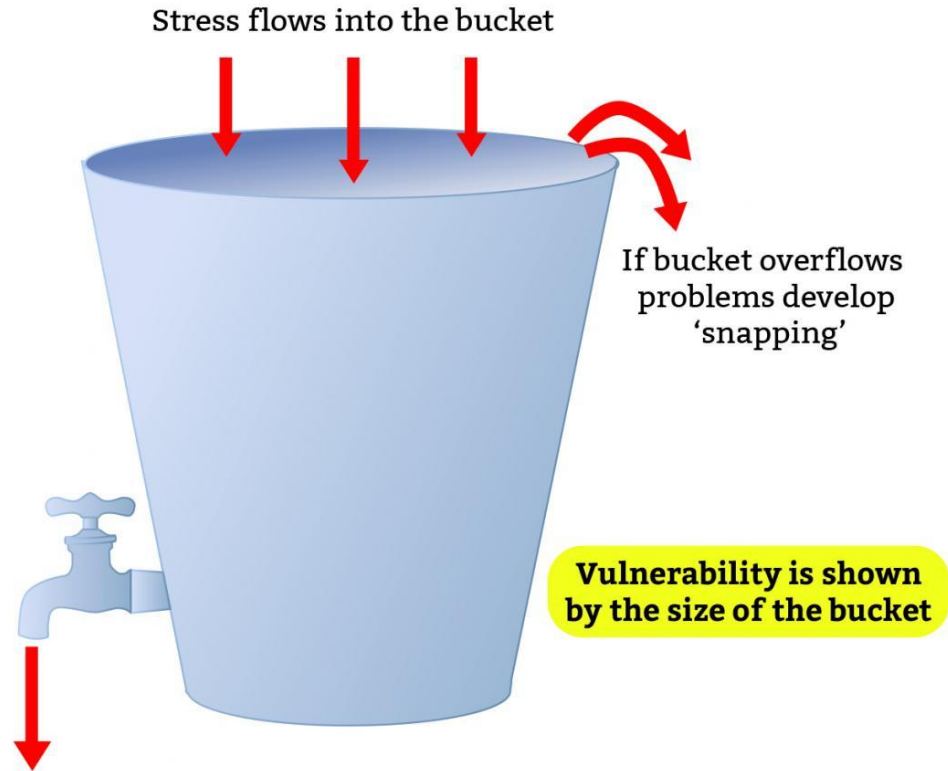 Stress flows into the bucket
If bucket overflows
problems develop
‘snapping’
Vulnerability is shown
by the size of the bucket